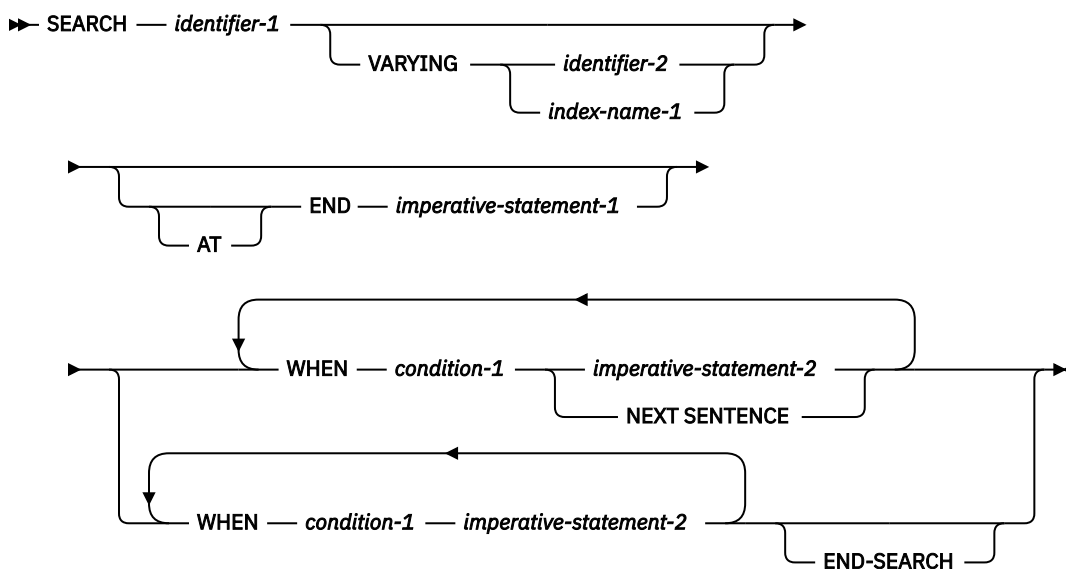 SEARCH identifier-1
VARYING identifier-2
index-name-1
END imperative-statement-1
AT
WHEN condition-1 imperative-statement-2
NEXT SENTENCE
WHEN condition-1 imperative-statement-2
END-SEARCH